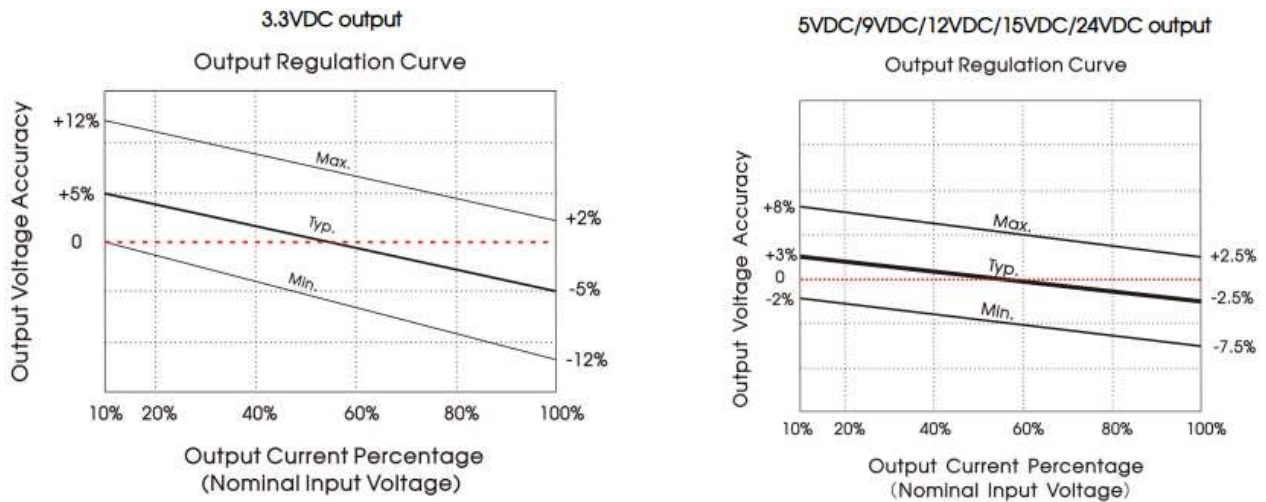 3.3VDC output
Output Regulation Curve
Output Voltage Accuracy
+12%
+5%
0
Max.
Typ.
Min.
+2%
-5%
-12%
10% 20% 40% 60% 80% 100%
Output Current Percentage
(Nominal Input Voltage)
5VDC/9VDC/12VDC/15VDC/24VDC output
Output Regulation Curve
Output Voltage Accuracy
+8%
+3%
0
-2%
Max.
Typ.
Min.
+2.5%
-2.5%
-7.5%
10% 20% 40% 60% 80% 100%
Output Current Percentage
(Nominal Input Voltage)